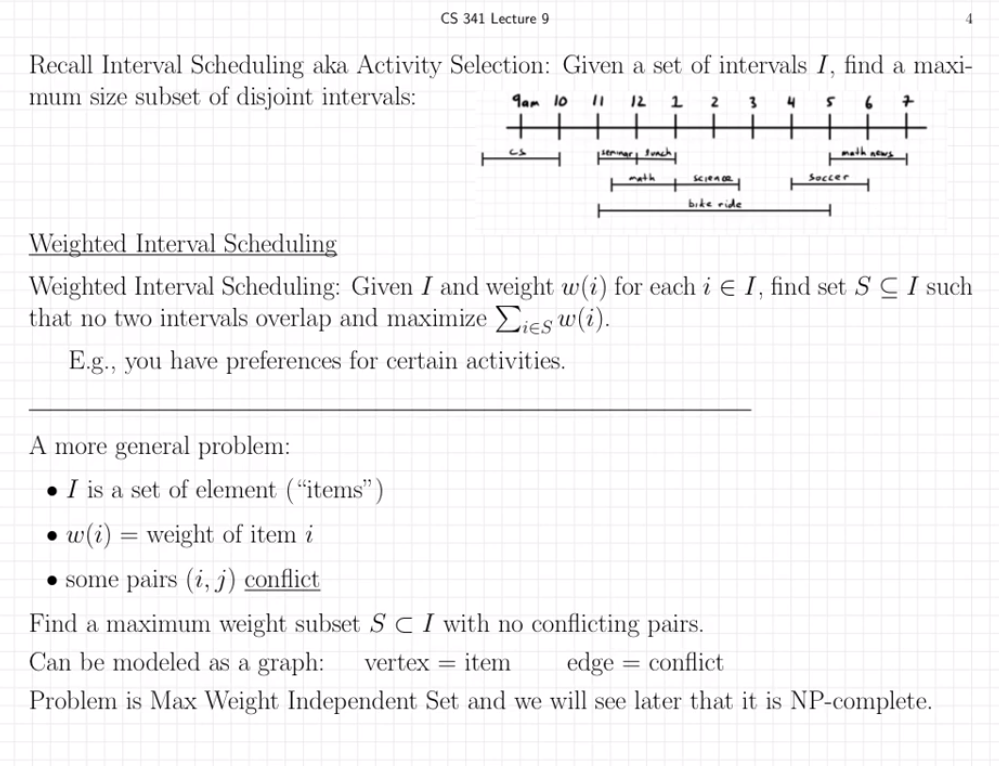 CS 341 Lecture 9
4
Recall Interval Scheduling aka Activity Selection: Given a set of intervals I, find a maxi-
mum size subset of disjoint intervals:
9am 10 11 12 1 2 3 4 5 6 7
cs seminar lunch math news
math science soccer
bike ride
Weighted Interval Scheduling
Weighted Interval Scheduling: Given I and weight w(i) for each i ∈ I, find set S ⊆ I such
that no two intervals overlap and maximize ∑i∈S w(i).
E.g., you have preferences for certain activities.
A more general problem:
• I is a set of element (“items”)
• w(i) = weight of item i
• some pairs (i, j) conflict
Find a maximum weight subset S ⊂ I with no conflicting pairs.
Can be modeled as a graph: vertex = item edge = conflict
Problem is Max Weight Independent Set and we will see later that it is NP-complete.